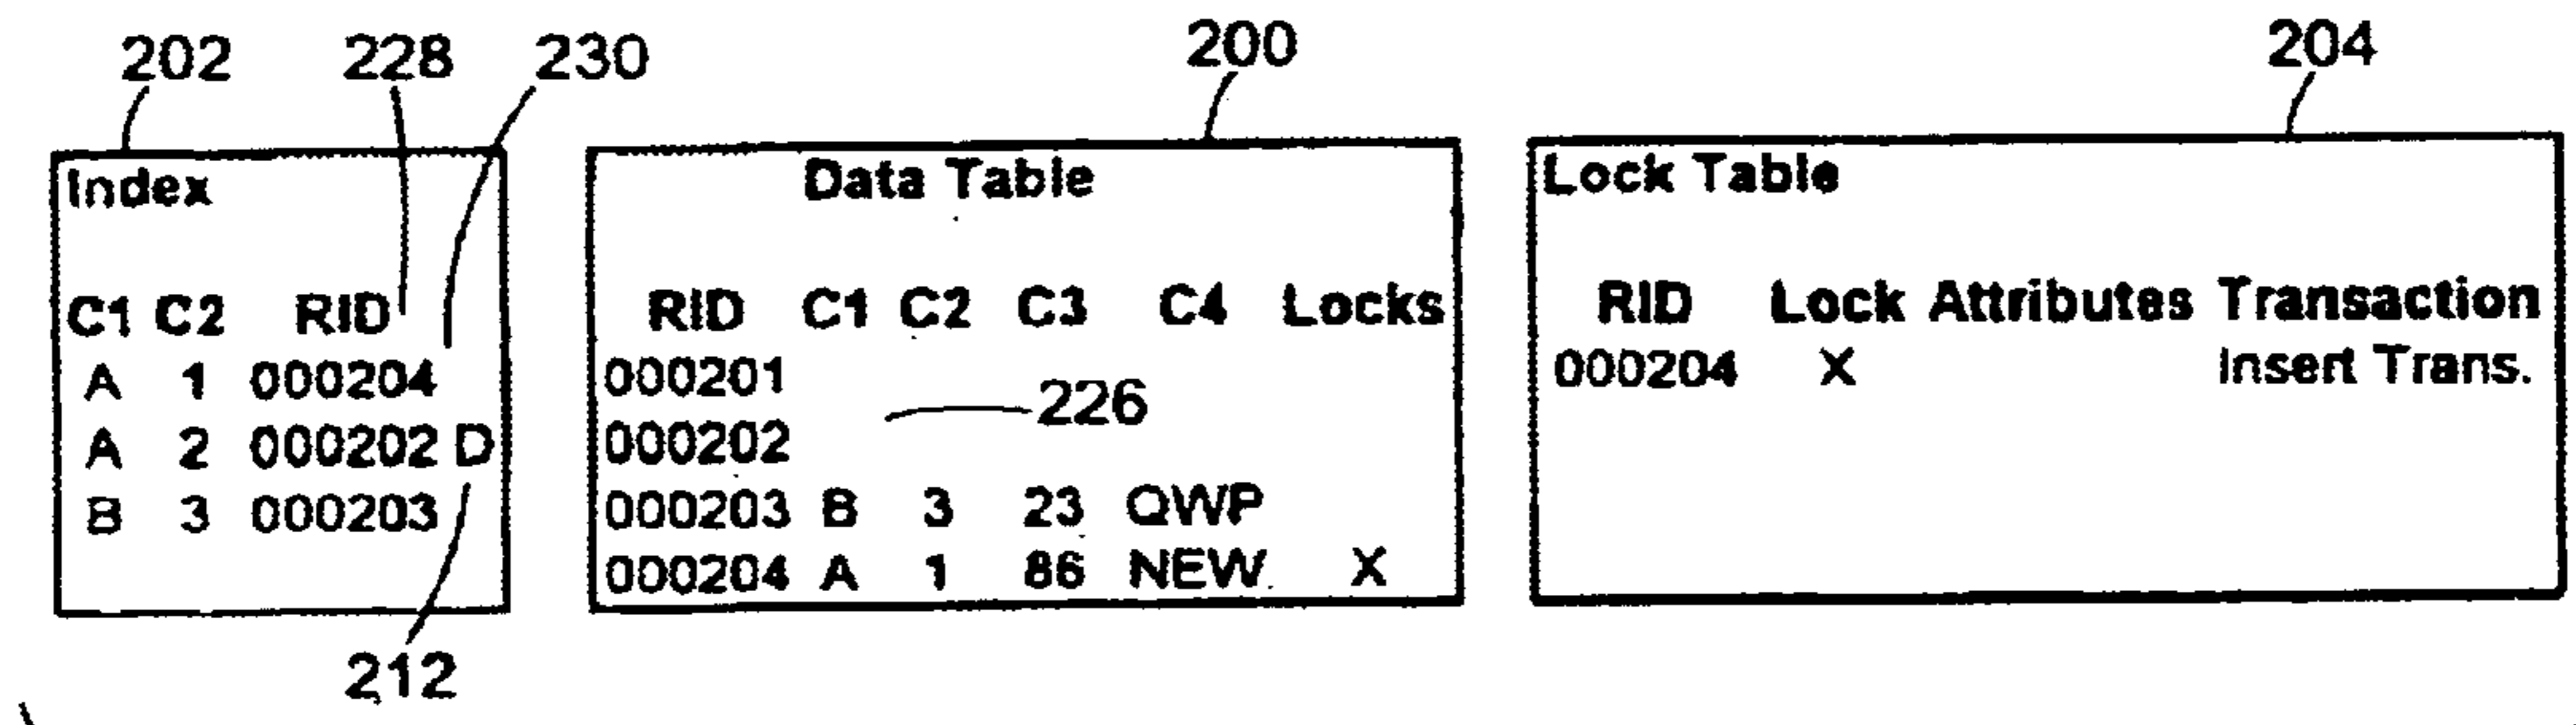 202 228 230 200 204
Index
C1 C2 RID
A 1 000204
A 2 000202 D
B 3 000203
212
Data Table
RID C1 C2 C3 C4 Locks
000201
226
000202
000203 B 3 23 QWP
000204 A 1 86 NEW X
Lock Table
RID Lock Attributes Transaction
000204 X Insert Trans.